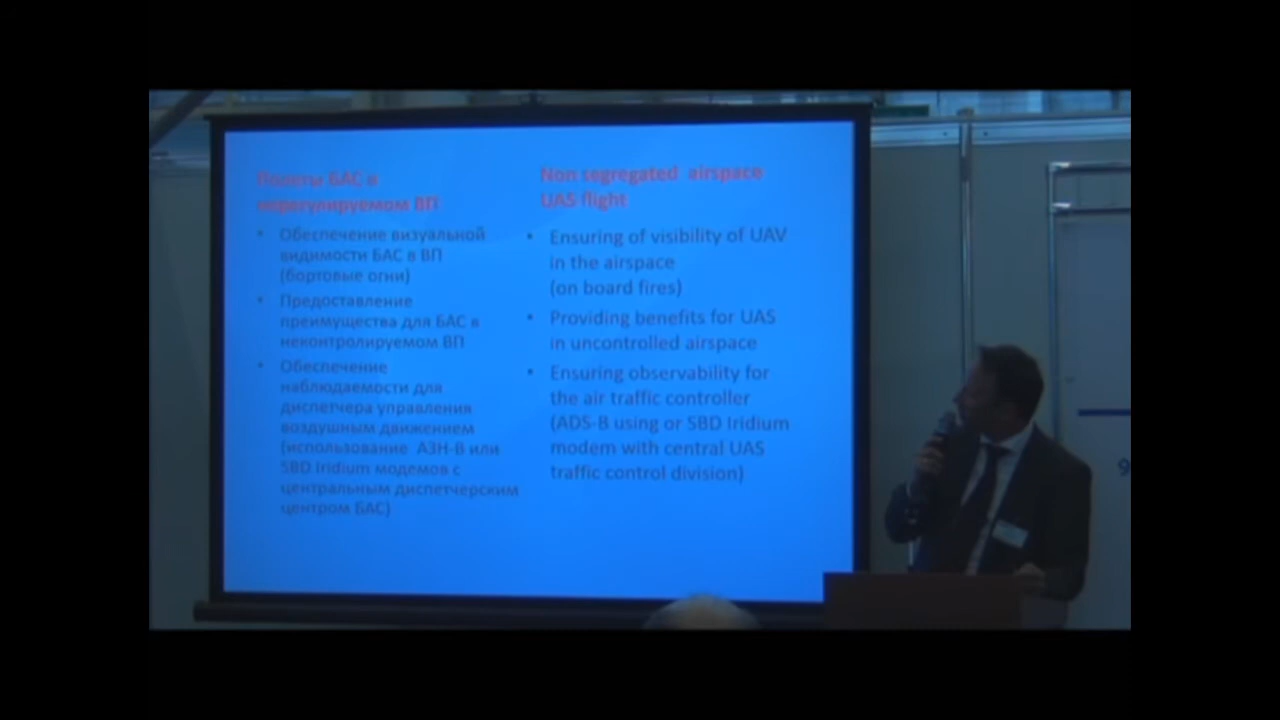 Полеты БАС в
нерегулируемом ВП
• Обеспечение визуальной
видимости БАС в ВП
(бортовые огни)
• Предоставление
преимущества для БАС в
неконтролируемом ВП
• Обеспечение
наблюдаемости для
диспетчера управления
воздушным движением
(использование АЗН-В или
SBD Iridium модемов с
центральным диспетчерским
центром БАС)
Non segregated airspace
UAS flight
• Ensuring of visibility of UAV
in the airspace
(on board fires)
• Providing benefits for UAS
in uncontrolled airspace
• Ensuring observability for
the air traffic controller
(ADS-B using or SBD Iridium
modem with central UAS
traffic control division)
9